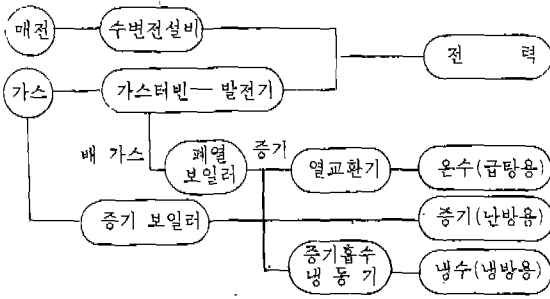 매전
수변전설비
전 력
가스
가스터빈 — 발전기
배 가스
폐열
보일러
증기
열교환기
온수(급탕용)
증기 보일러
증기(난방용)
증기흡수
냉 동 기
냉수(냉방용)